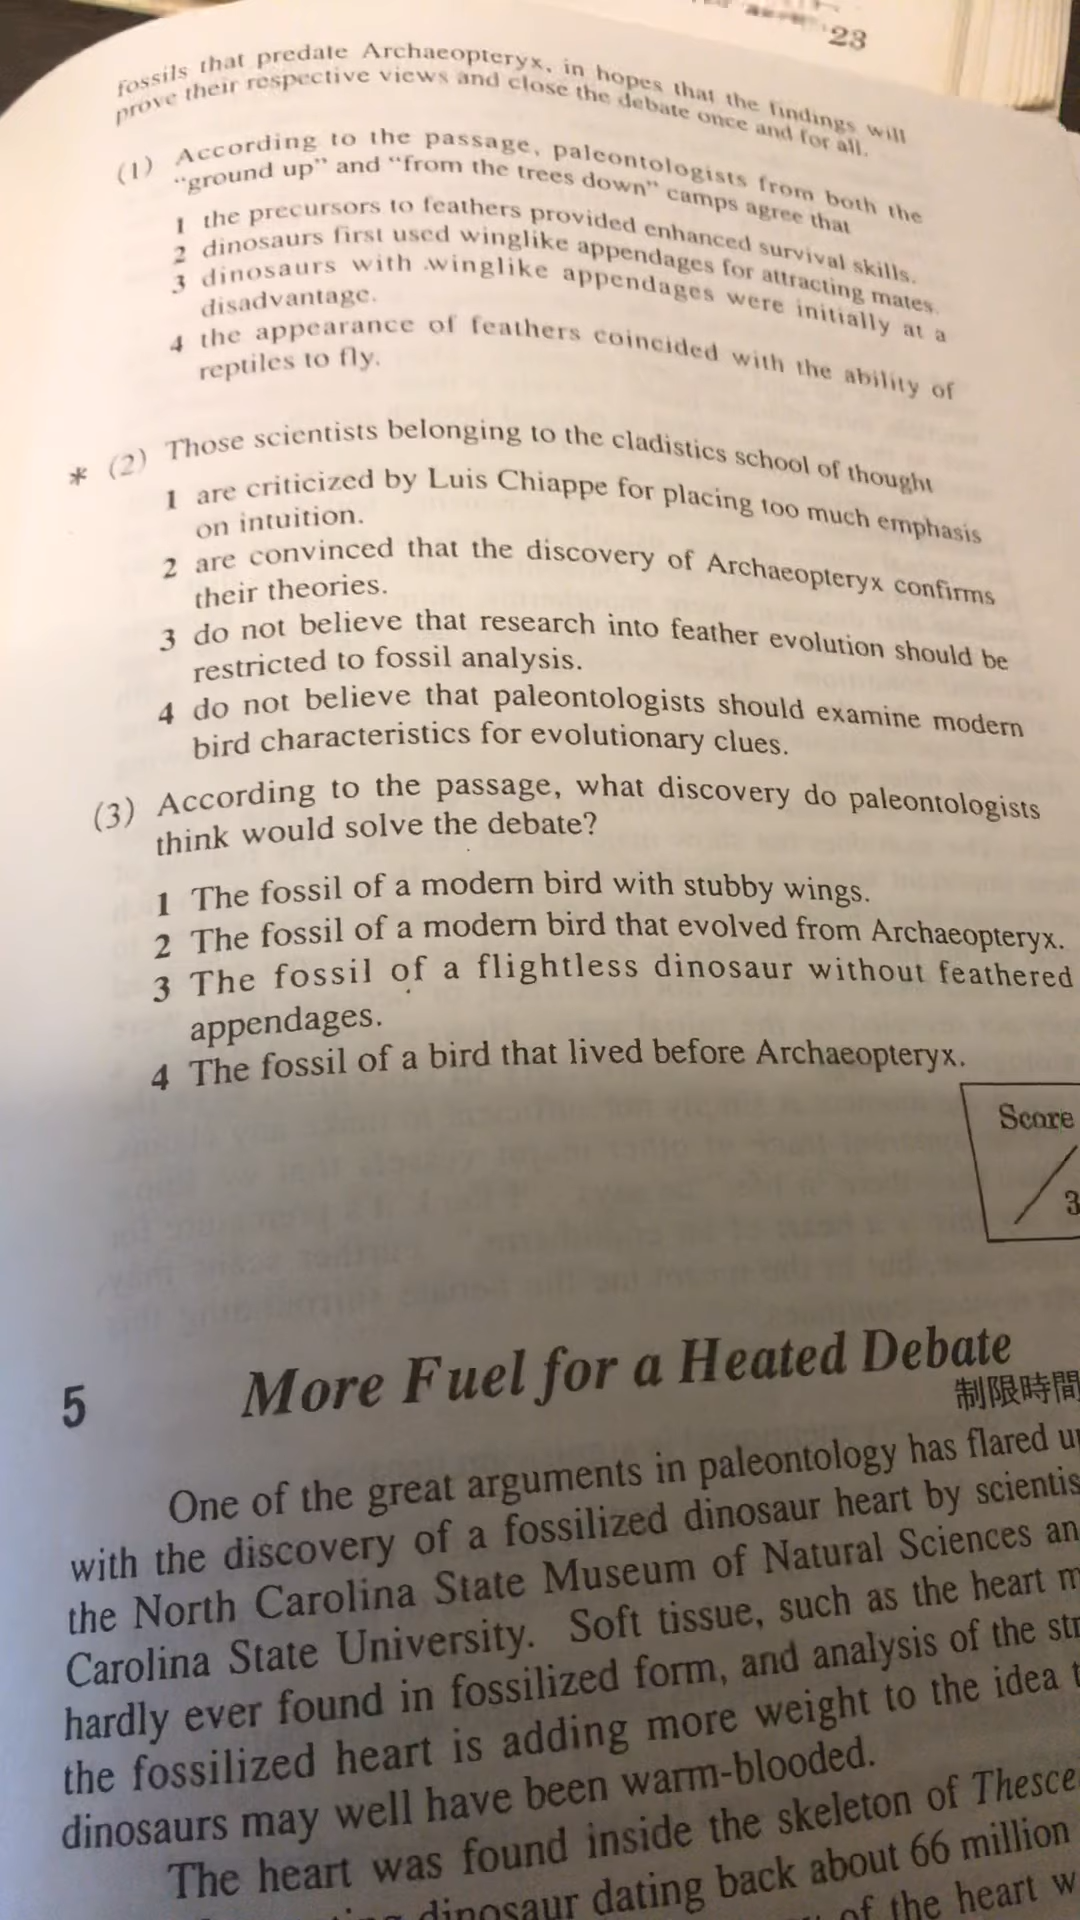 '23
fossils that predate Archaeopteryx, in hopes that the findings will
prove their respective views and close the debate once and for all.
(1) According to the passage, paleontologists from both the
"ground up" and "from the trees down" camps agree that
1 the precursors to feathers provided enhanced survival skills.
2 dinosaurs first used winglike appendages for attracting mates.
3 dinosaurs with winglike appendages were initially at a
disadvantage.
4 the appearance of feathers coincided with the ability of
reptiles to fly.
* (2) Those scientists belonging to the cladistics school of thought
1 are criticized by Luis Chiappe for placing too much emphasis
on intuition.
2 are convinced that the discovery of Archaeopteryx confirms
their theories.
3 do not believe that research into feather evolution should be
restricted to fossil analysis.
4 do not believe that paleontologists should examine modern
bird characteristics for evolutionary clues.
(3) According to the passage, what discovery do paleontologists
think would solve the debate?
1 The fossil of a modern bird with stubby wings.
2 The fossil of a modern bird that evolved from Archaeopteryx.
3 The fossil of a flightless dinosaur without feathered
appendages.
4 The fossil of a bird that lived before Archaeopteryx.
Score
3
5 More Fuel for a Heated Debate
制限時間
One of the great arguments in paleontology has flared
with the discovery of a fossilized dinosaur heart by
the North Carolina State Museum of Natural Sciences
Carolina State University. Soft tissue, such as the heart
hardly ever found in fossilized form, and analysis of the
the fossilized heart is adding more weight to the idea
dinosaurs may well have been warm-blooded.
The heart was found inside the skeleton of
dinosaur dating back about 66 million
of the heart